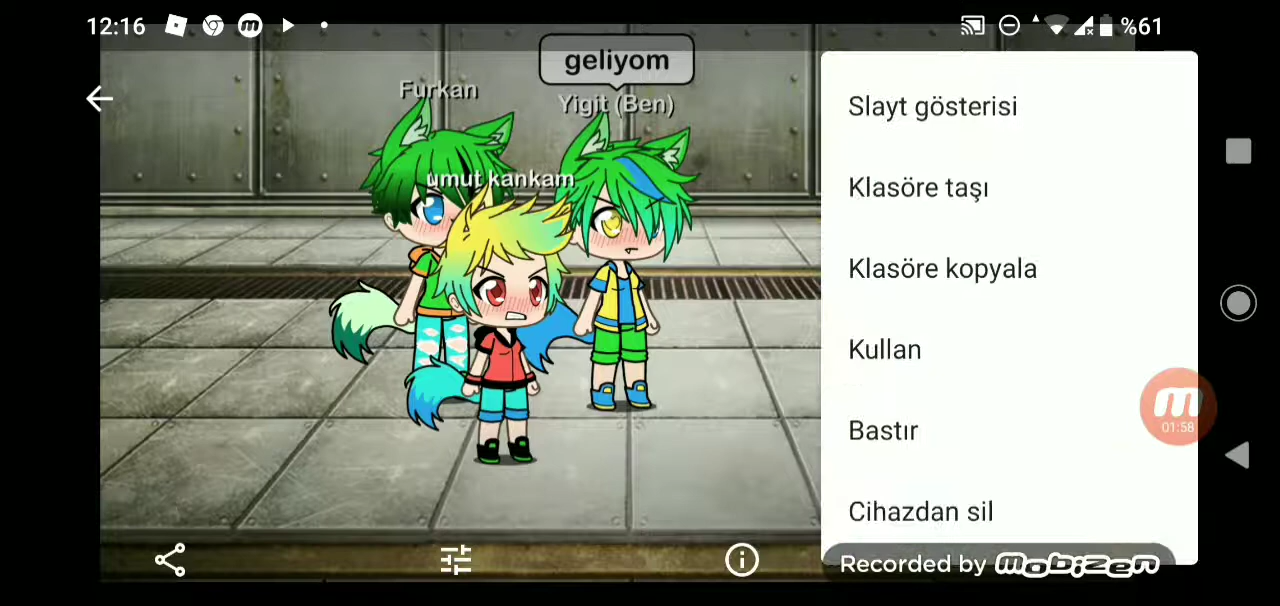 12:16
%61
geliyom
Furkan
Yigit (Ben)
umut kankam
Slayt gösterisi
Klasöre taşı
Klasöre kopyala
Kullan
Bastır
Cihazdan sil
01:58
Recorded by mobizen